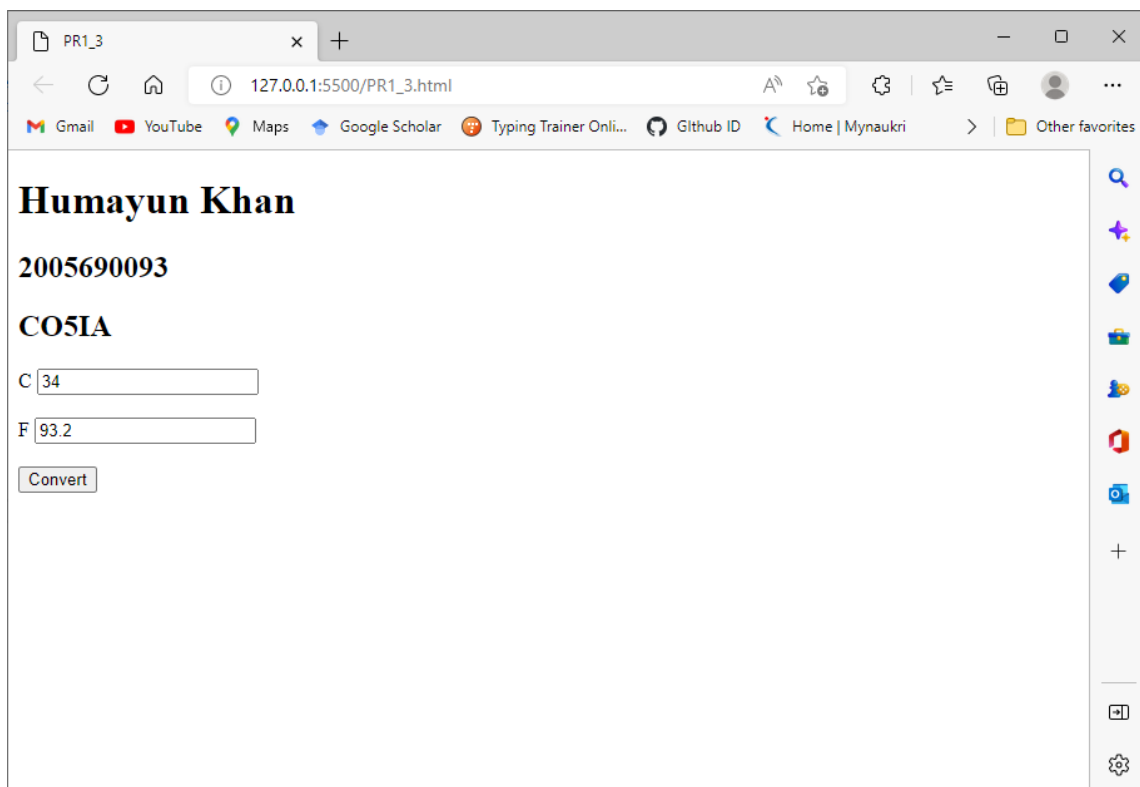 PR1_3
127.0.0.1:5500/PR1_3.html
Gmail YouTube Maps Google Scholar Typing Trainer Onli... GIthub ID Home | Mynaukri Other favorites
Humayun Khan
2005690093
CO5IA
C 34
F 93.2
Convert